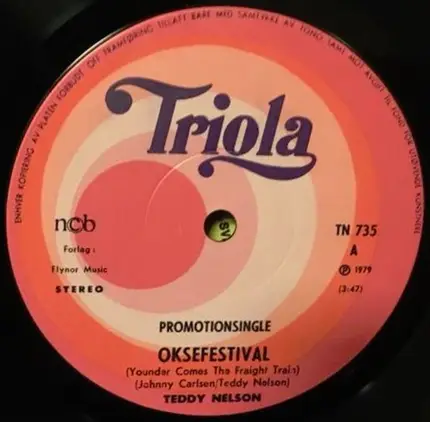 ENHVER KOPIERING AV PLATEN FORBUDT OFF FRAMFØRING TILLATT BARE MED SAMTYKKE AV TONO SAMT MOT AVGIFT TIL FOND FOR UTØVENDE KUNSTNERE
Triola
ncb
Forlag:
Flynor Music
STEREO
TN 735
A
Ⓟ 1979
(3:47)
PROMOTIONSINGLE
OKSEFESTIVAL
(Younder Comes The Fraight Train)
(Johnny Carlsen/Teddy Nelson)
TEDDY NELSON